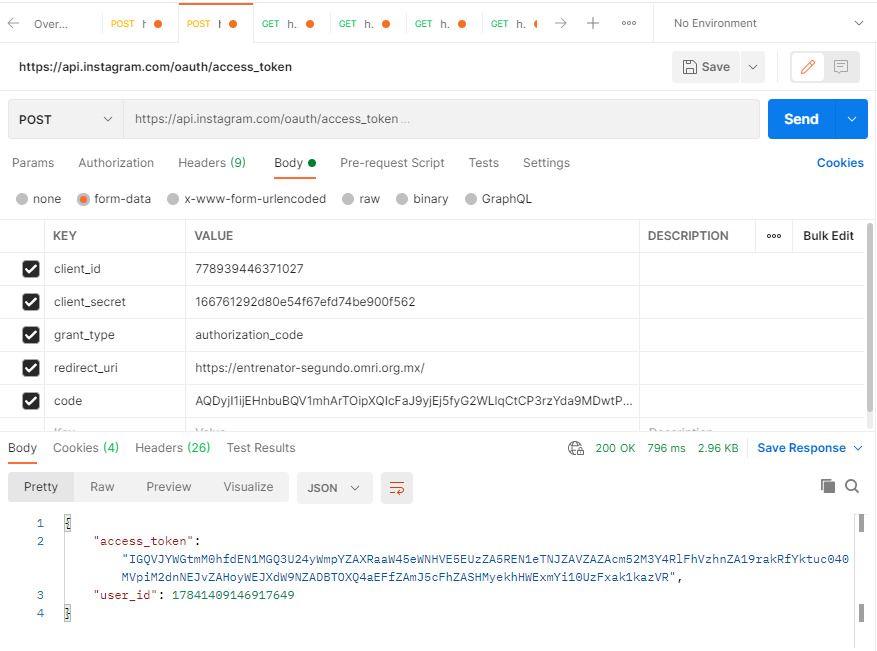 ← Over... POST h POST h GET h.. GET h. GET h. GET h. → + ••• No Environment
https://api.instagram.com/oauth/access_token Save
POST https://api.instagram.com/oauth/access_token ... Send
Params Authorization Headers (9) Body Pre-request Script Tests Settings Cookies
none form-data x-www-form-urlencoded raw binary GraphQL
KEY VALUE DESCRIPTION ••• Bulk Edit
client_id 778939446371027
client_secret 166761292d80e54f67efd74be900f562
grant_type authorization_code
redirect_uri https://entrenator-segundo.omri.org.mx/
code AQDyjI1ijEHnbuBQV1mhArTOipXQIcFaJ9yjEj5fyG2WLlqCtCP3rzYda9MDwtP...
Key Value Description
Body Cookies (4) Headers (26) Test Results 200 OK 796 ms 2.96 KB Save Response
Pretty Raw Preview Visualize JSON
1 {
2 "access_token":
"IGQVJYWGtmM0hfdEN1MGQ3U24yWmpYZAXRaaW45eWNHVE5EUzZA5REN1eTNJZAVZAZAcm52M3Y4RlFhVzhnZA19rakRfYktuc040
MVpiM2dnNEJvZAHoyWEJXdW9NZADBTOXQ4aEFfZAmJ5cFhZASHMyekhHWExmYi10UzFxak1kazVR",
3 "user_id": 17841409146917649
4 }